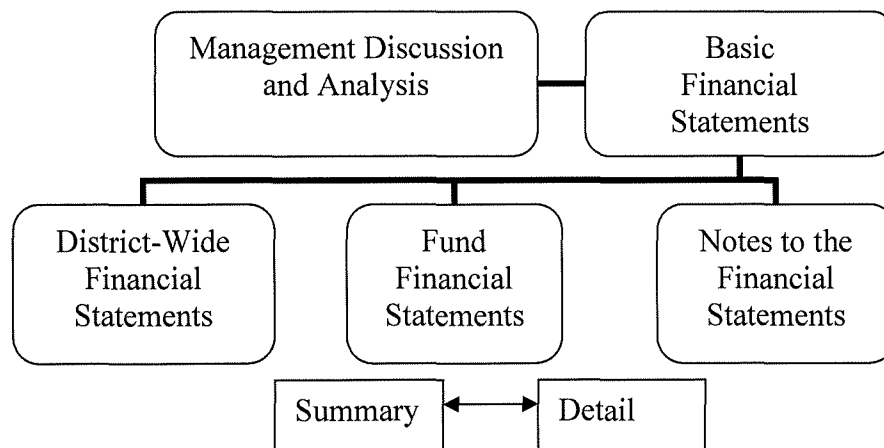 Management Discussion
and Analysis
Basic
Financial
Statements
District-Wide
Financial
Statements
Fund
Financial
Statements
Notes to the
Financial
Statements
Summary
Detail